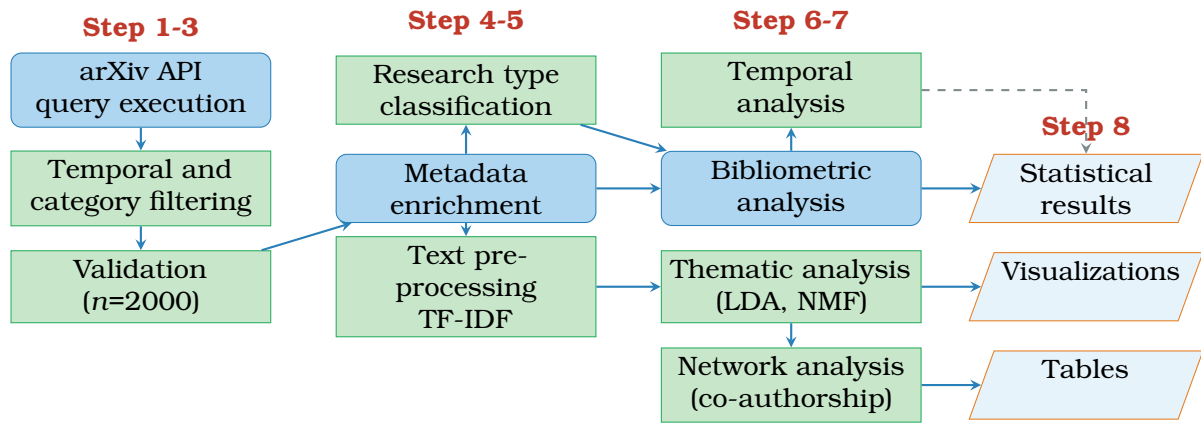 Step 1-3
arXiv API
query execution
Temporal and
category filtering
Validation
(n=2000)
Step 4-5
Research type
classification
Metadata
enrichment
Text pre-
processing
TF-IDF
Step 6-7
Temporal
analysis
Bibliometric
analysis
Thematic analysis
(LDA, NMF)
Network analysis
(co-authorship)
Step 8
Statistical
results
Visualizations
Tables